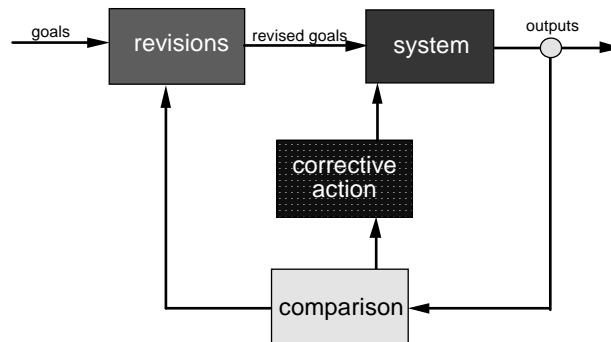 goals
revisions
revised goals
system
outputs
corrective
action
comparison